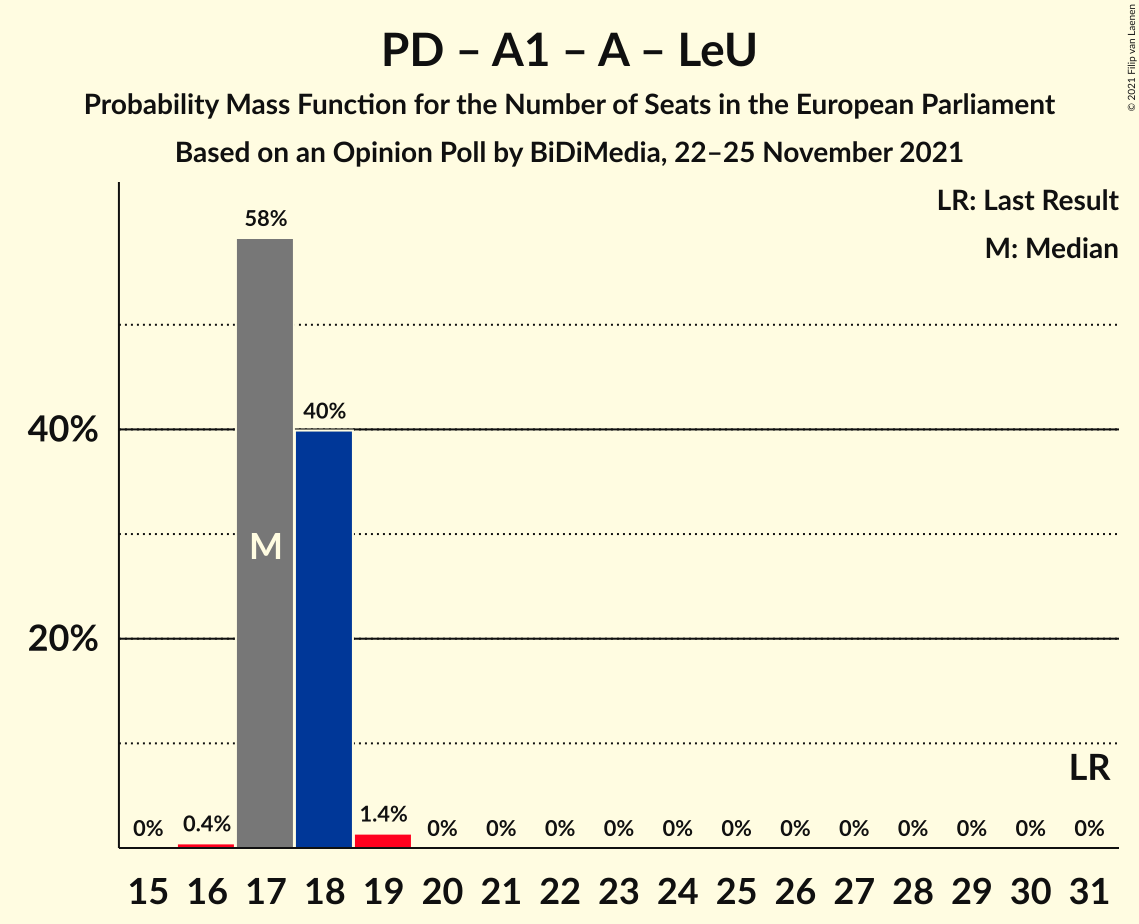 PD – A1 – A – LeU
Probability Mass Function for the Number of Seats in the European Parliament
Based on an Opinion Poll by BiDiMedia, 22–25 November 2021
© 2021 Filip van Laenen
LR: Last Result
M: Median
58%
40%
40%
M
20%
LR
0%
0.4%
1.4%
0%
0%
0%
0%
0%
0%
0%
0%
0%
0%
0%
0%
15 16 17 18 19 20 21 22 23 24 25 26 27 28 29 30 31